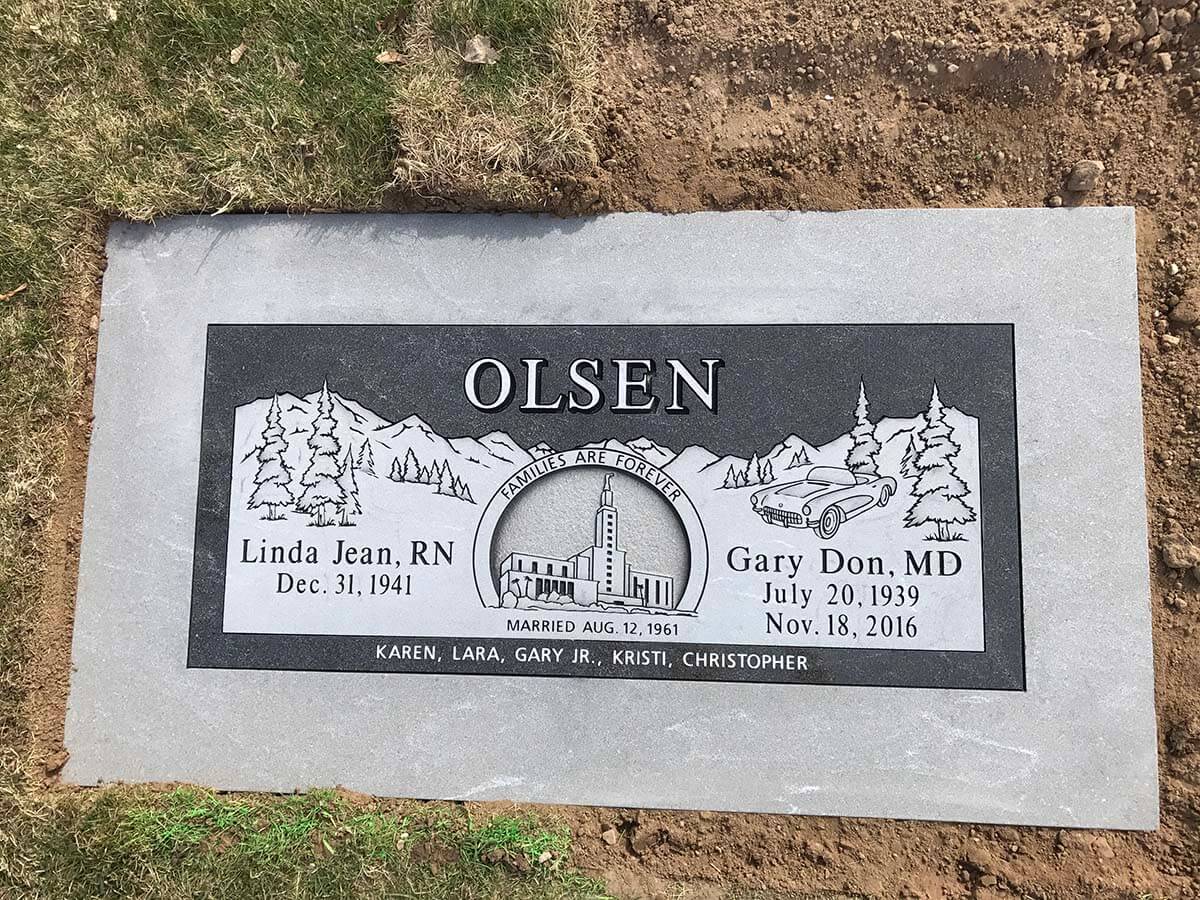 OLSEN
FAMILIES ARE FOREVER
Linda Jean, RN
Dec. 31, 1941
Gary Don, MD
July 20, 1939
Nov. 18, 2016
MARRIED AUG. 12, 1961
KAREN, LARA, GARY JR., KRISTI, CHRISTOPHER